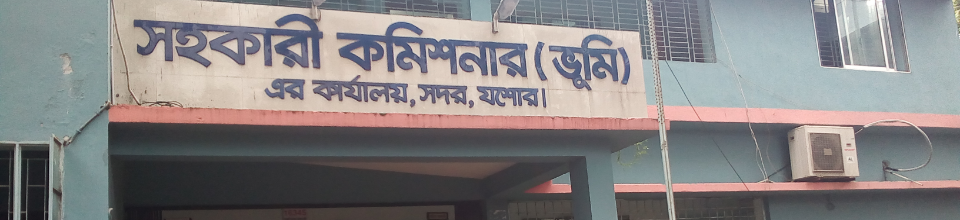 সহকারী কমিশনার (ভূমি)
এর কার্যালয়, সদর, যশোর।